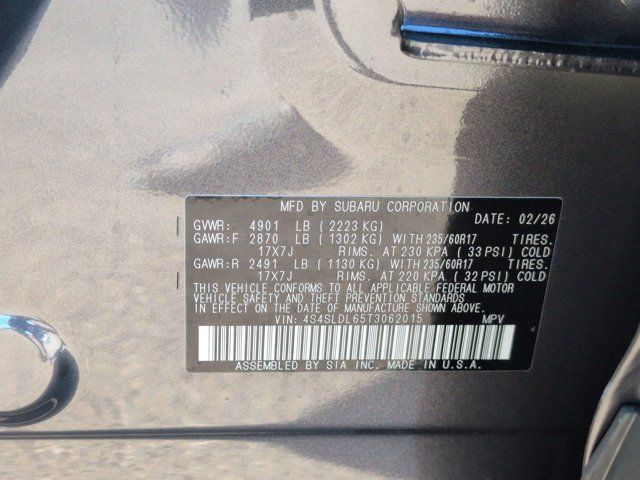 MFD BY SUBARU CORPORATION
GVWR: 4901 LB ( 2223 KG) DATE: 02/26
GAWR:F 2870 LB ( 1302 KG) WITH 235/60R17 TIRES.
17X7J RIMS. AT 230 KPA ( 33 PSI) COLD
GAWR:R 2491 LB ( 1130 KG) WITH 235/60R17 TIRES.
17X7J RIMS. AT 220 KPA ( 32 PSI) COLD
THIS VEHICLE CONFORMS TO ALL APPLICABLE FEDERAL MOTOR
VEHICLE SAFETY AND THEFT PREVENTION STANDARDS
IN EFFECT ON THE DATE OF MANUFACTURE SHOWN ABOVE.
VIN: 4S4SLDL65T3062015 MPV
ASSEMBLED BY SIA INC. MADE IN U.S.A.